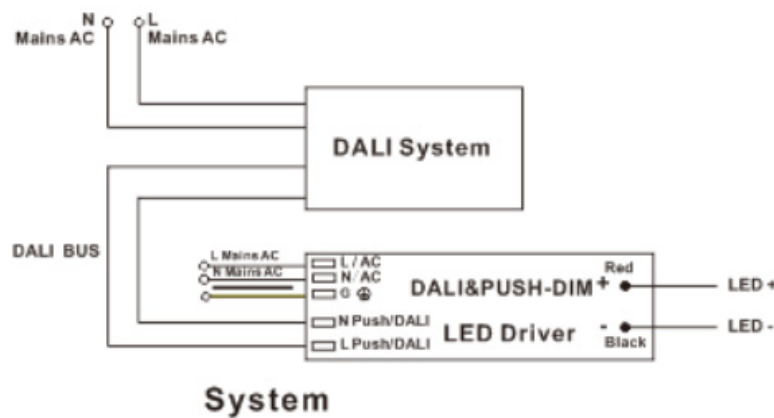 N
Mains AC
L
Mains AC
DALI System
DALI BUS
L Mains AC
N Mains AC
L / AC
N/AC
G
N Push/DALI
L Push/DALI
DALI&PUSH-DIM
LED Driver
+
Red
-
Black
LED +
LED -
System